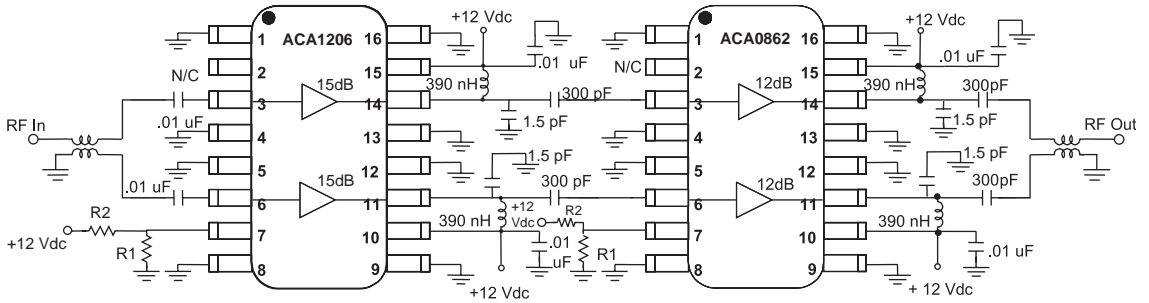 +12 Vdc
+12 Vdc
1
ACA1206
16
1
ACA0862
16
.01 uF
.01 uF
N/C
2
15
N/C
2
15
15dB
390 nH
12dB
390 nH
300 pF
300pF
3
14
3
14
RF In
.01 uF
1.5 pF
1.5 pF
RF Out
4
13
4
13
5
12
1.5 pF
5
12
1.5 pF
.01 uF
15dB
300 pF
12dB
300pF
6
11
6
11
R2
390 nH
+12 Vdc
R2
390 nH
+12 Vdc
7
10
7
10
R1
.01 uF
R1
.01 uF
8
9
8
9
+12 Vdc
+ 12 Vdc